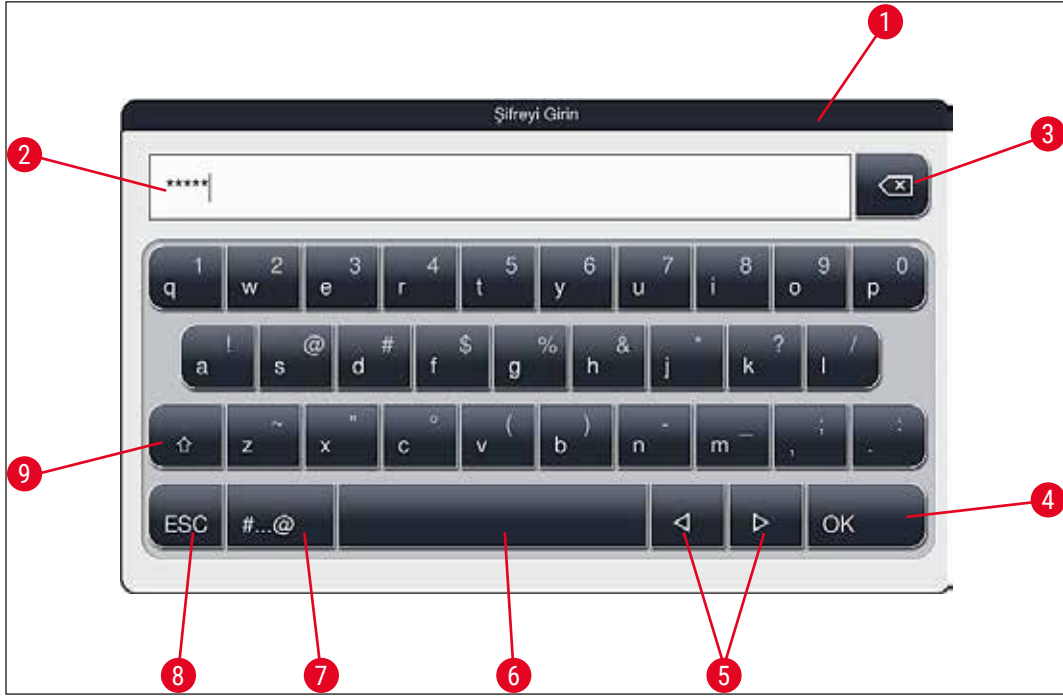 1
Şifreyi Girin
2
*****
3
1 2 3 4 5 6 7 8 9 0
q w e r t y u i o p
! @ # $ % & * ? /
a s d f g h j k l
~ " ° ( ) - _ ; :
z x c v b n m , .
9
4
ESC #...@ OK
8 7 6 5